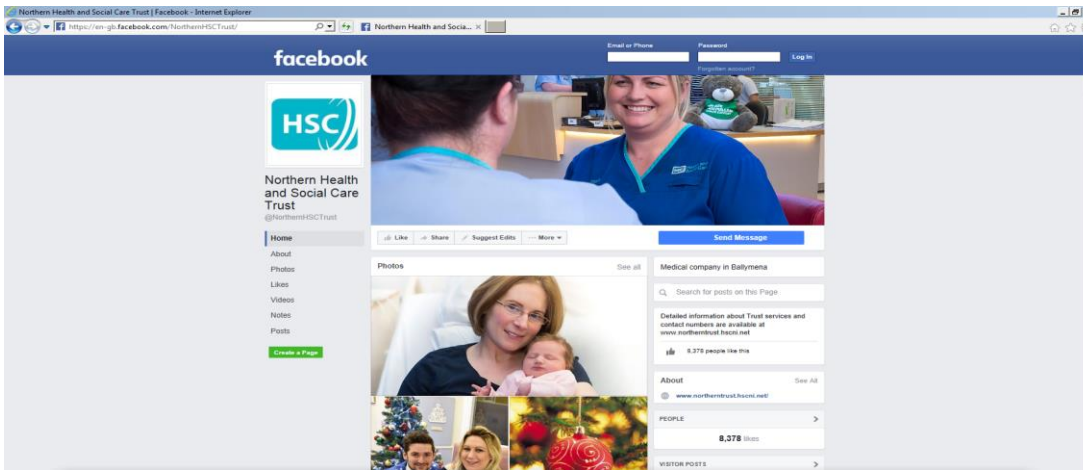 Northern Health and Social Care Trust | Facebook - Internet Explorer
https://en-gb.facebook.com/NorthernHSCTrust/
Northern Health and Socia...
facebook
Email or Phone
Password
Log In
Forgotten account?
HSC
Northern Health
and Social Care
Trust
@NorthernHSCTrust
Home
About
Photos
Likes
Videos
Notes
Posts
Create a Page
Like
Share
Suggest Edits
More
Send Message
Photos
See all
Medical company in Ballymena
Search for posts on this Page
Detailed information about Trust services and
contact numbers are available at
www.northerntrust.hscni.net
8,378 people like this
About
See All
www.northerntrust.hscni.net/
PEOPLE
8,378 likes
VISITOR POSTS